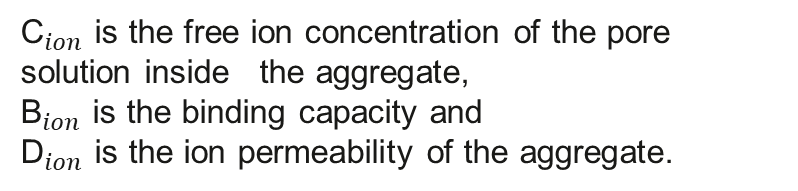 C_ion is the free ion concentration of the pore
solution inside the aggregate,
B_ion is the binding capacity and
D_ion is the ion permeability of the aggregate.